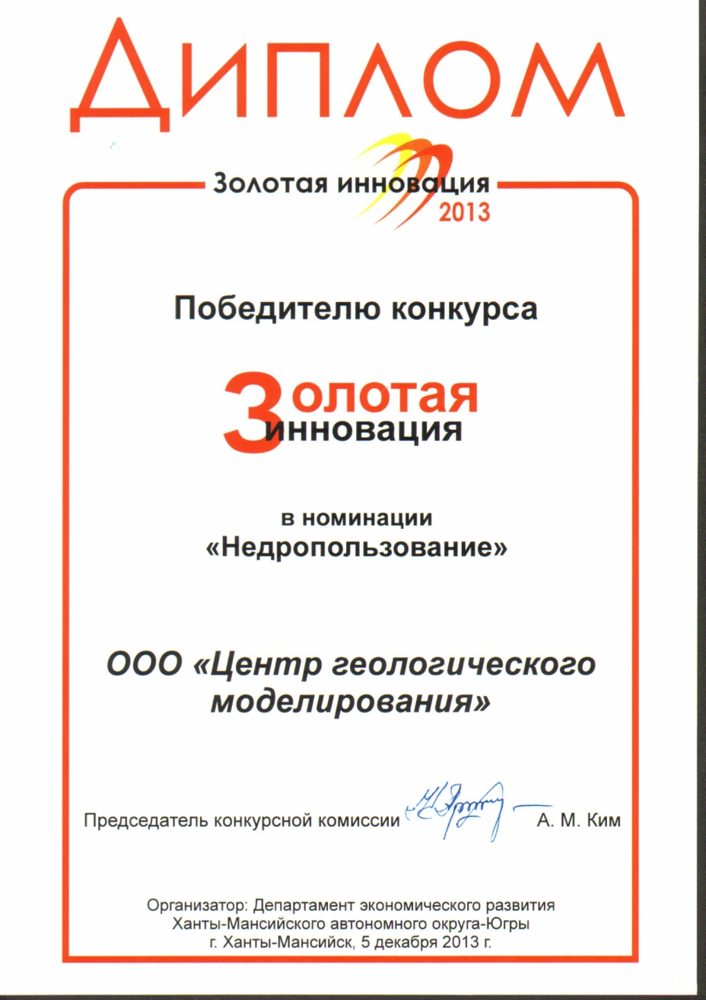 Диплом
Золотая инновация
2013
Победителю конкурса
Золотая
инновация
в номинации
«Недропользование»
ООО «Центр геологического
моделирования»
Председатель конкурсной комиссии А. М. Ким
Организатор: Департамент экономического развития
Ханты-Мансийского автономного округа-Югры
г. Ханты-Мансийск, 5 декабря 2013 г.